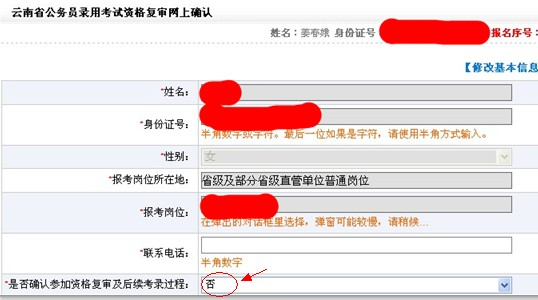 云南省公务员录用考试资格复审网上确认
姓名：姜春娥 身份证号 报名序号：
【修改基本信息
*姓名：
*身份证号：
半角数字或字符。最后一位如果是字符，请使用半角方式输入。
*性别： 女
*报考岗位所在地： 省级及部分省级直管单位普通岗位
*报考岗位：
在弹出的对话框里选择，弹窗可能较慢，请稍候...
*联系电话：
半角数字
*是否确认参加资格复审及后续考录过程： 否